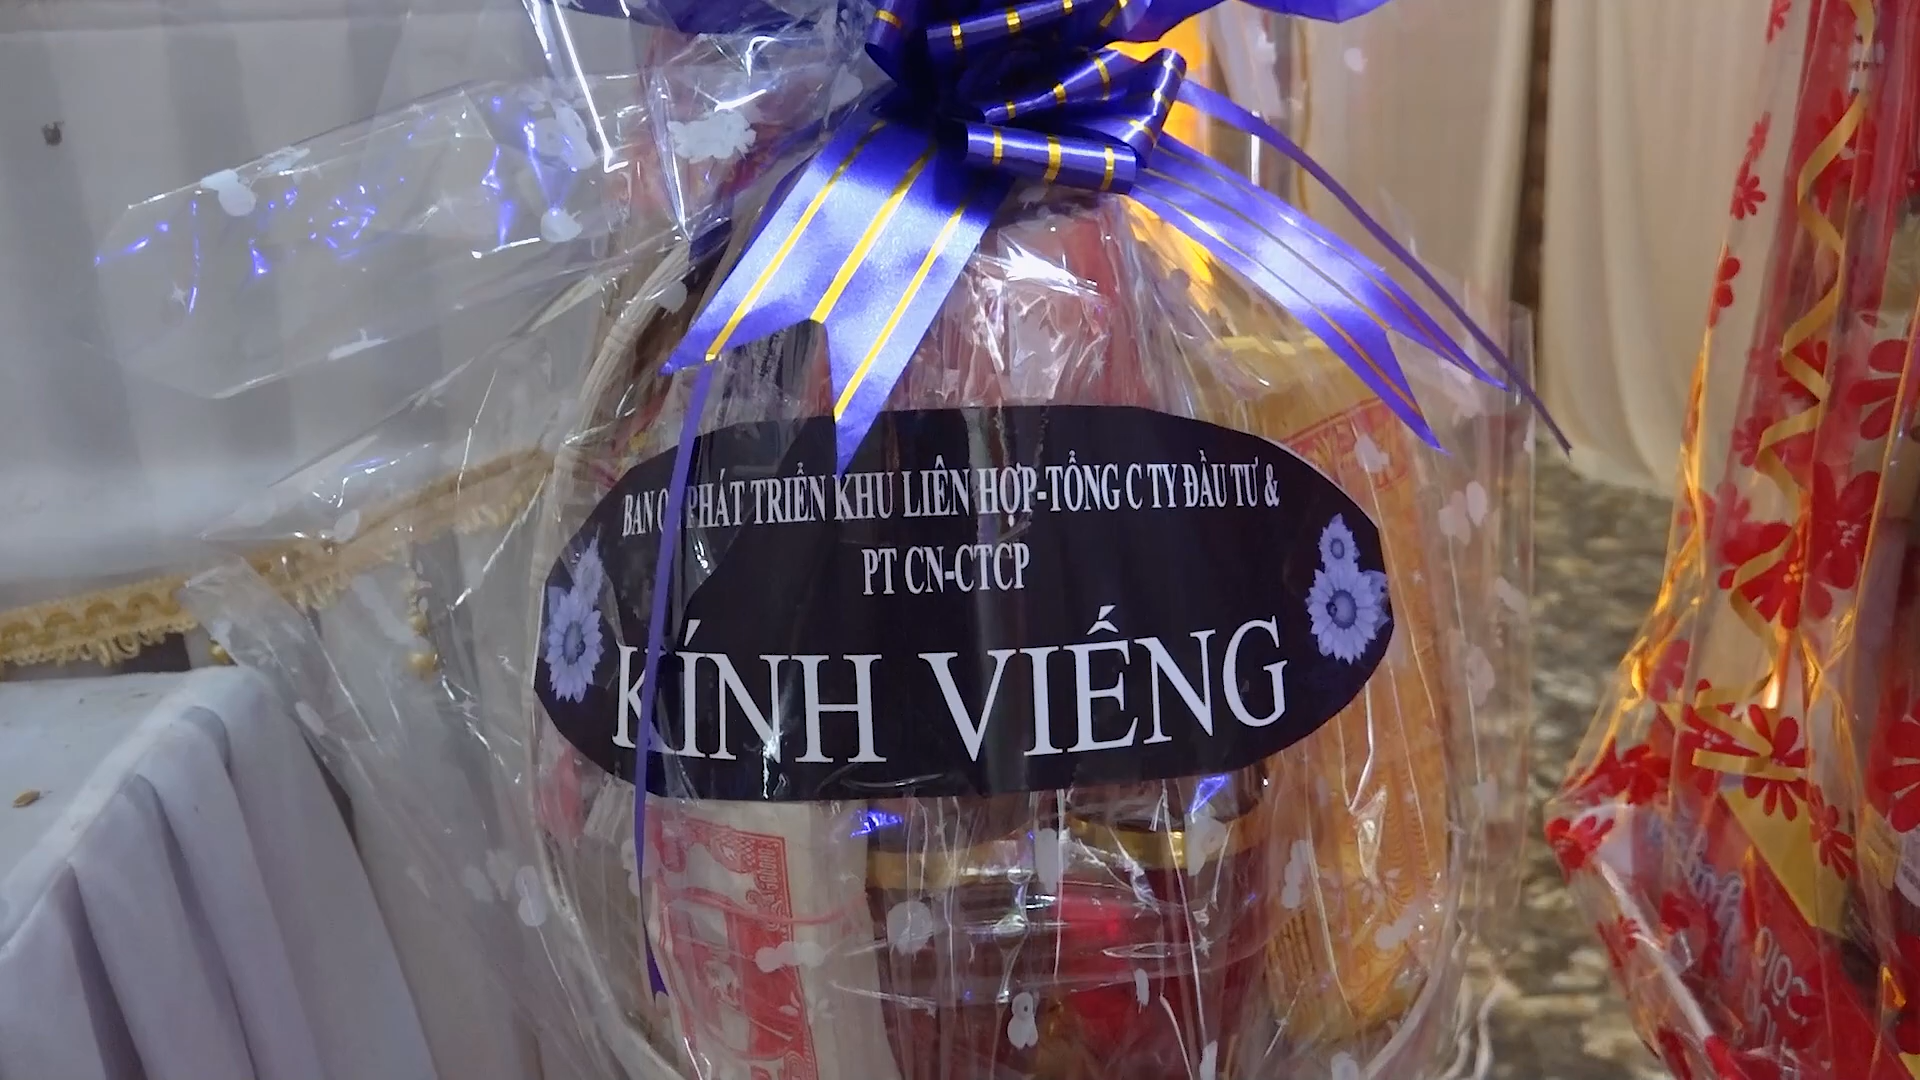 BAN PHÁT TRIỂN KHU LIÊN HỢP-TỔNG C TY ĐẦU TƯ &
PT CN-CTCP
KÍNH VIẾNG